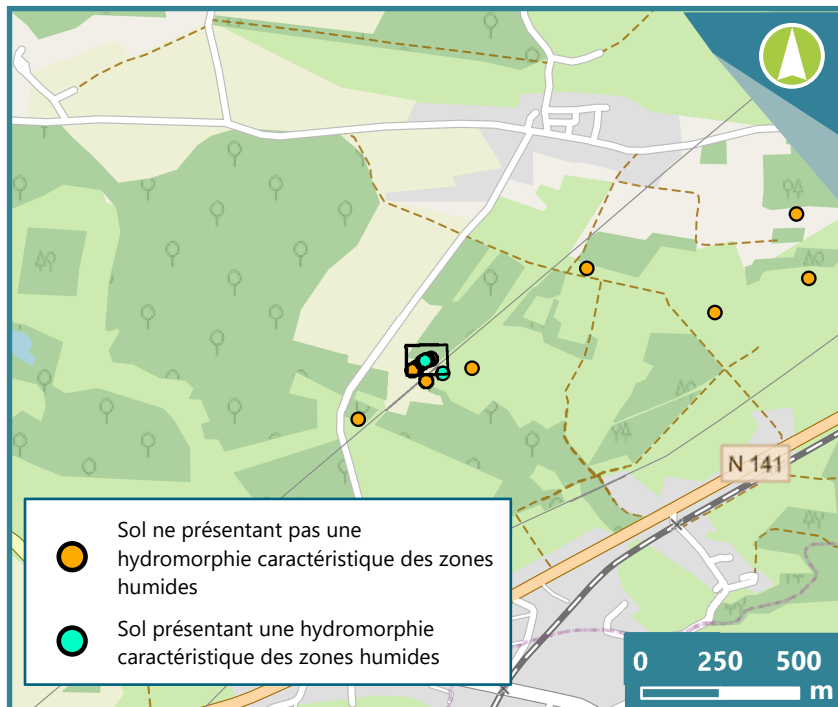 N 141
Sol ne présentant pas une
hydromorphie caractéristique des zones
humides
Sol présentant une hydromorphie
caractéristique des zones humides
0 250 500
m